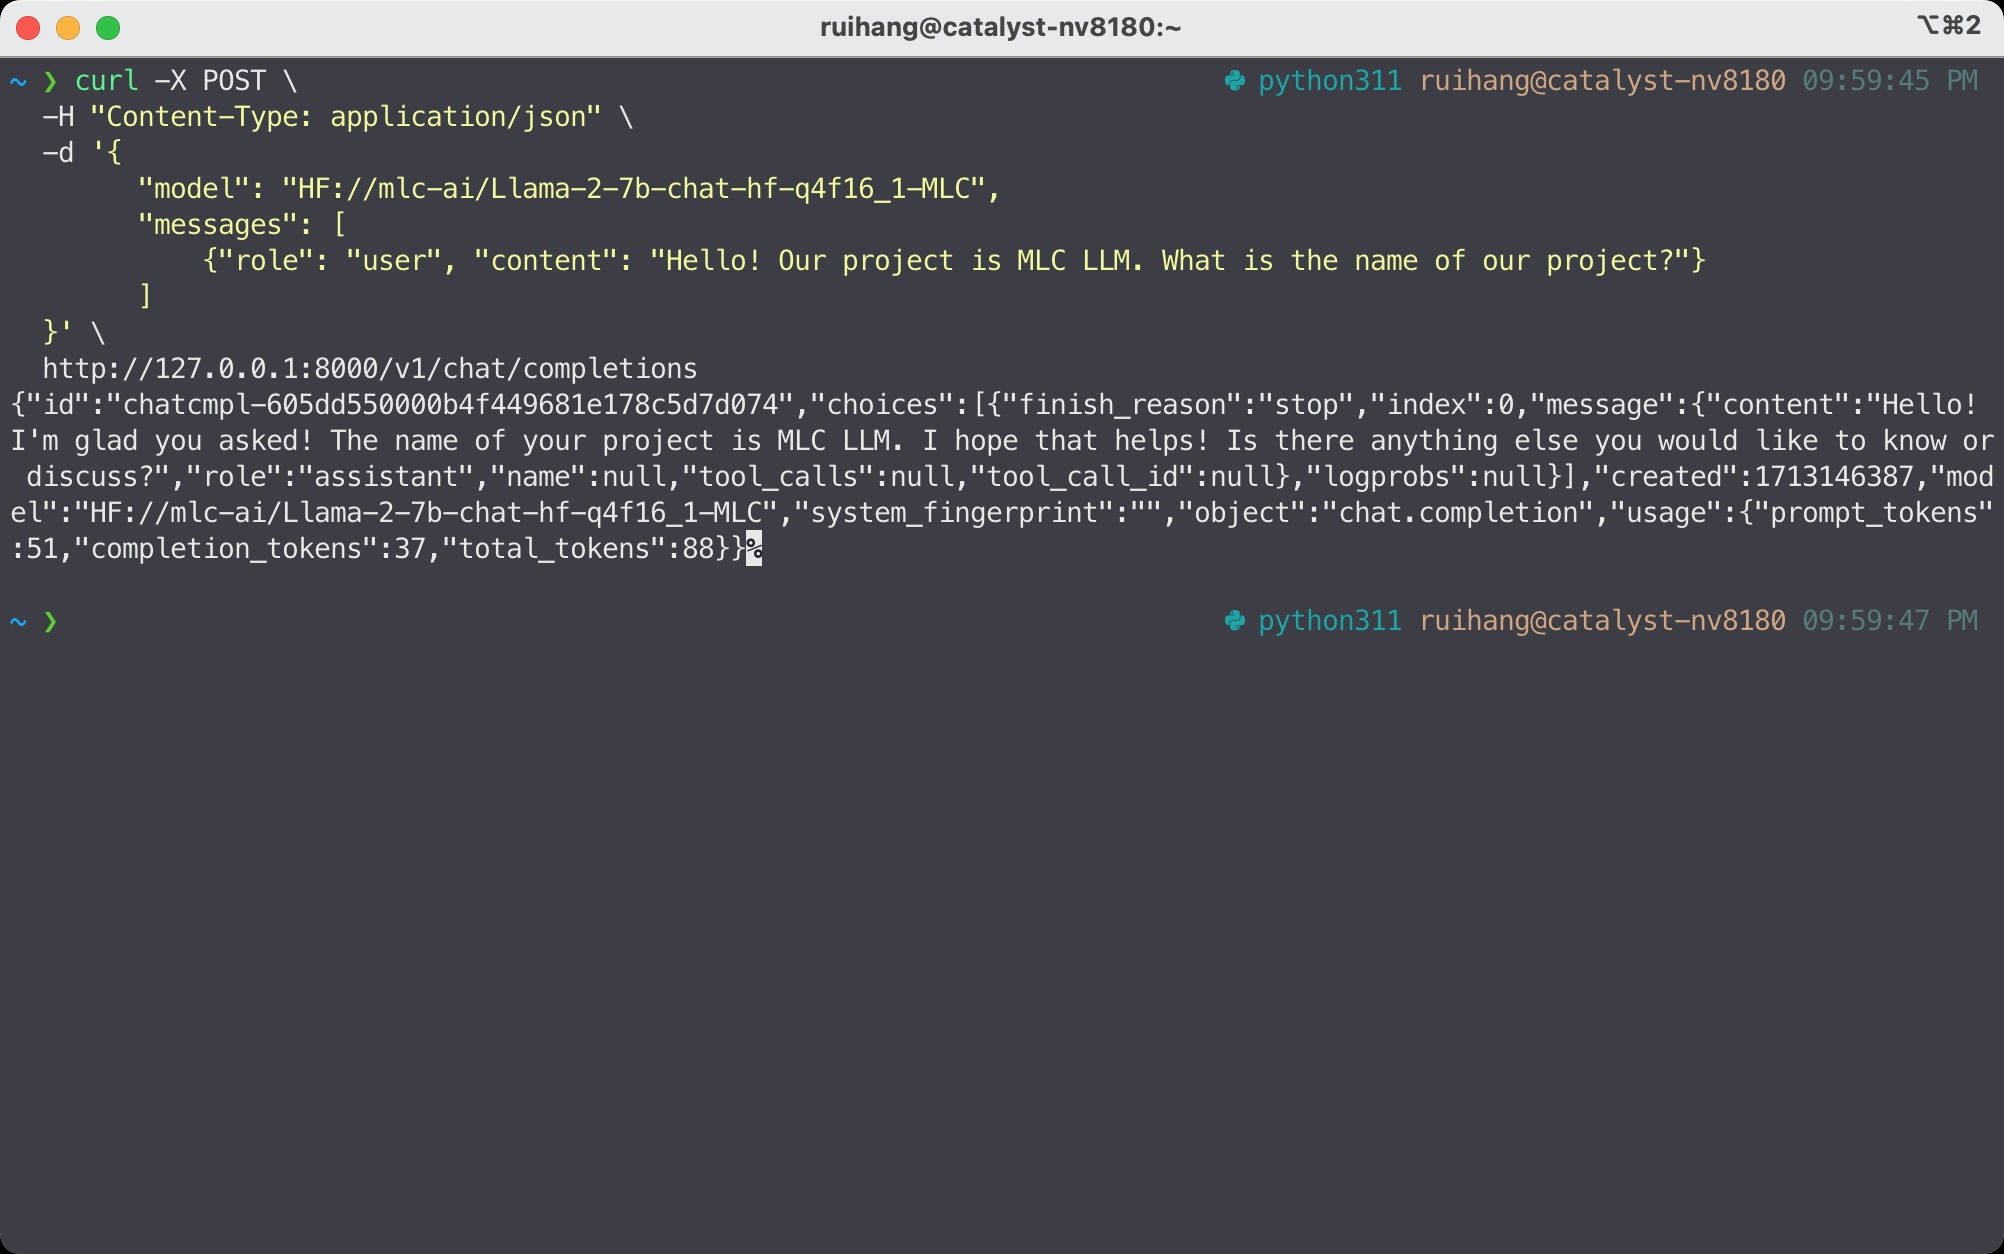 ruihang@catalyst-nv8180:~ ⌥⌘2
~ ❯ curl -X POST \ python311 ruihang@catalyst-nv8180 09:59:45 PM
  -H "Content-Type: application/json" \
  -d '{
        "model": "HF://mlc-ai/Llama-2-7b-chat-hf-q4f16_1-MLC",
        "messages": [
            {"role": "user", "content": "Hello! Our project is MLC LLM. What is the name of our project?"}
        ]
  }' \
  http://127.0.0.1:8000/v1/chat/completions
{"id":"chatcmpl-605dd550000b4f449681e178c5d7d074","choices":[{"finish_reason":"stop","index":0,"message":{"content":"Hello!
I'm glad you asked! The name of your project is MLC LLM. I hope that helps! Is there anything else you would like to know or
 discuss?","role":"assistant","name":null,"tool_calls":null,"tool_call_id":null},"logprobs":null}],"created":1713146387,"mod
el":"HF://mlc-ai/Llama-2-7b-chat-hf-q4f16_1-MLC","system_fingerprint":"","object":"chat.completion","usage":{"prompt_tokens"
:51,"completion_tokens":37,"total_tokens":88}}%
~ ❯ python311 ruihang@catalyst-nv8180 09:59:47 PM